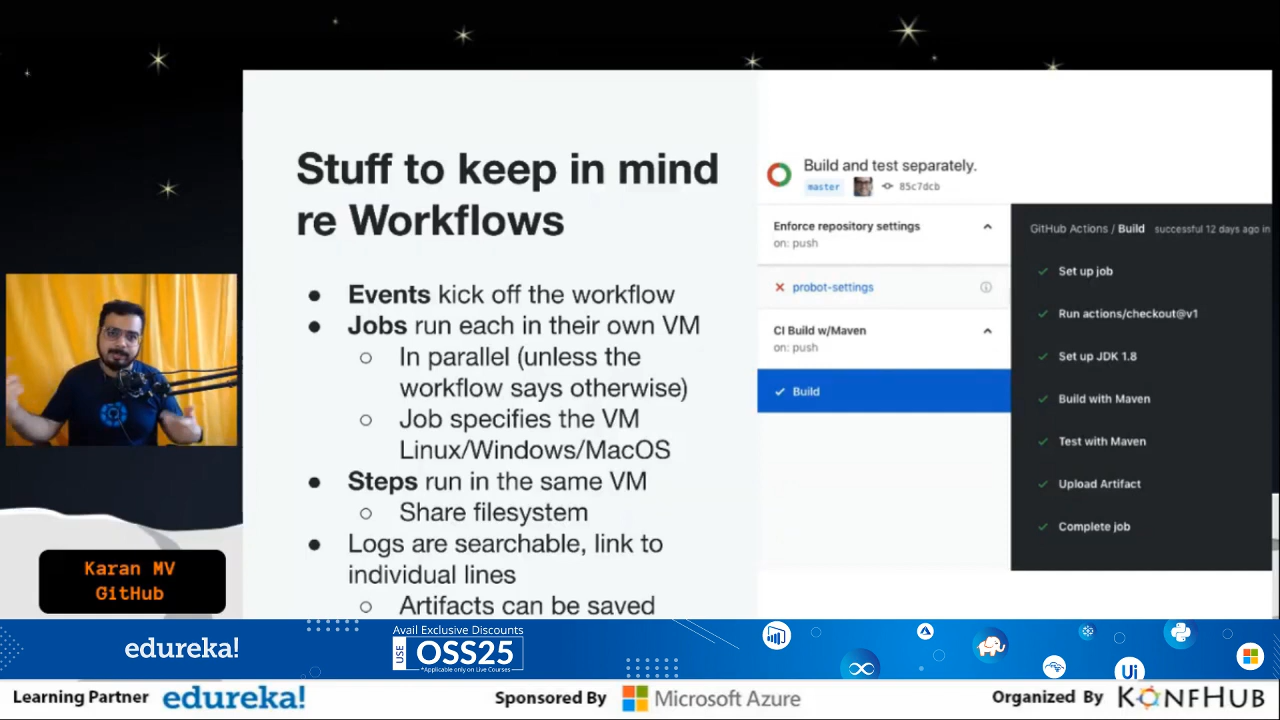 Stuff to keep in mind
re Workflows
● Events kick off the workflow
● Jobs run each in their own VM
○ In parallel (unless the
workflow says otherwise)
○ Job specifies the VM
Linux/Windows/MacOS
● Steps run in the same VM
○ Share filesystem
● Logs are searchable, link to
individual lines
○ Artifacts can be saved
Build and test separately.
master 85c7dcb
Enforce repository settings
on: push
probot-settings
CI Build w/Maven
on: push
Build
GitHub Actions / Build successful 12 days ago in
Set up job
Run actions/checkout@v1
Set up JDK 1.8
Build with Maven
Test with Maven
Upload Artifact
Complete job
Karan MV
GitHub
edureka!
Avail Exclusive Discounts
USE OSS25
*Applicable only on Live Courses
Ui
Learning Partner edureka!
Sponsored By Microsoft Azure
Organized By KONFHUB